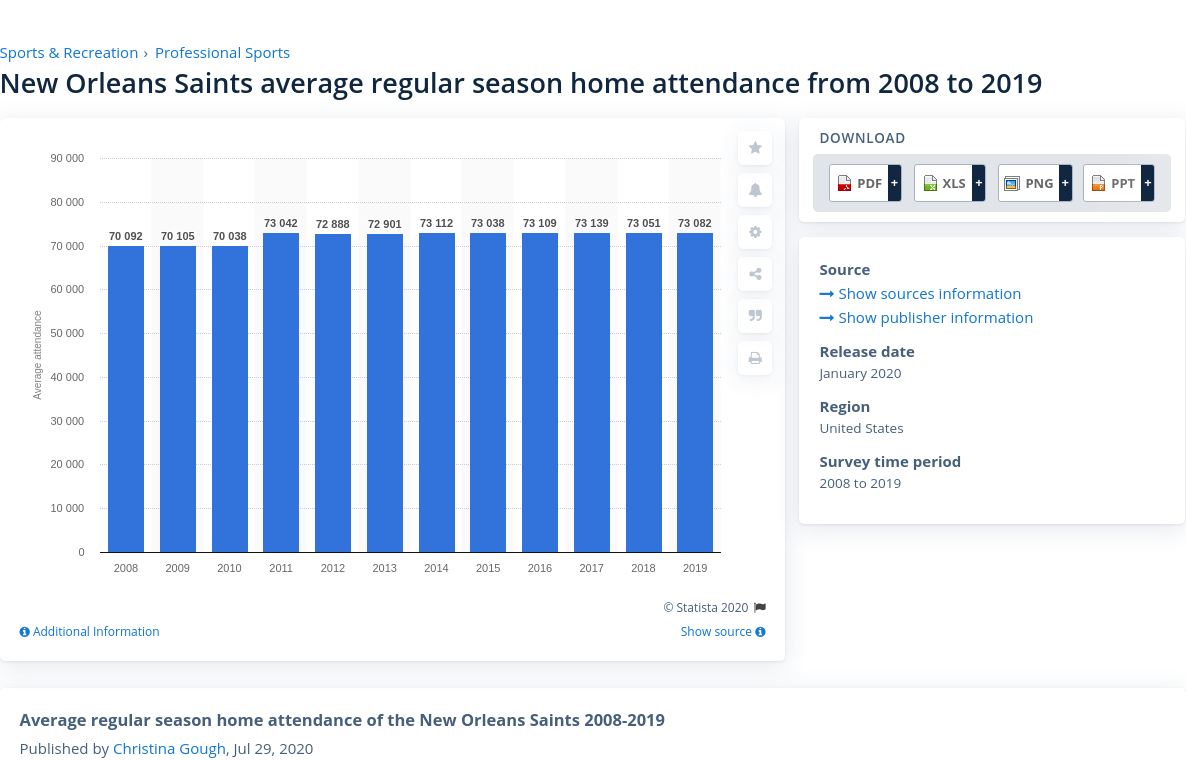 Sports & Recreation › Professional Sports
New Orleans Saints average regular season home attendance from 2008 to 2019
90 000
80 000
70 000
60 000
50 000
40 000
30 000
20 000
10 000
0
Average attendance
70 092 70 105 70 038 73 042 72 888 72 901 73 112 73 038 73 109 73 139 73 051 73 082
2008 2009 2010 2011 2012 2013 2014 2015 2016 2017 2018 2019
© Statista 2020
Additional Information
Show source
DOWNLOAD
PDF + XLS + PNG + PPT +
Source
Show sources information
Show publisher information
Release date
January 2020
Region
United States
Survey time period
2008 to 2019
Average regular season home attendance of the New Orleans Saints 2008-2019
Published by Christina Gough, Jul 29, 2020